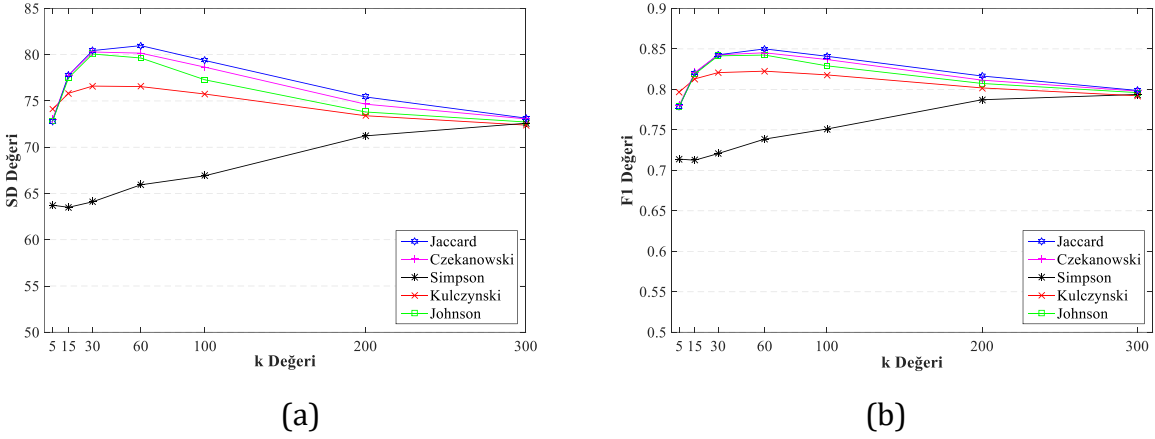 85
80
75
70
65
60
55
50
SD Değeri
5 15 30 60 100 200 300
k Değeri
Jaccard
Czekanowski
Simpson
Kulczynski
Johnson
(a)
0.9
0.85
0.8
0.75
0.7
0.65
0.6
0.55
0.5
F1 Değeri
5 15 30 60 100 200 300
k Değeri
Jaccard
Czekanowski
Simpson
Kulczynski
Johnson
(b)